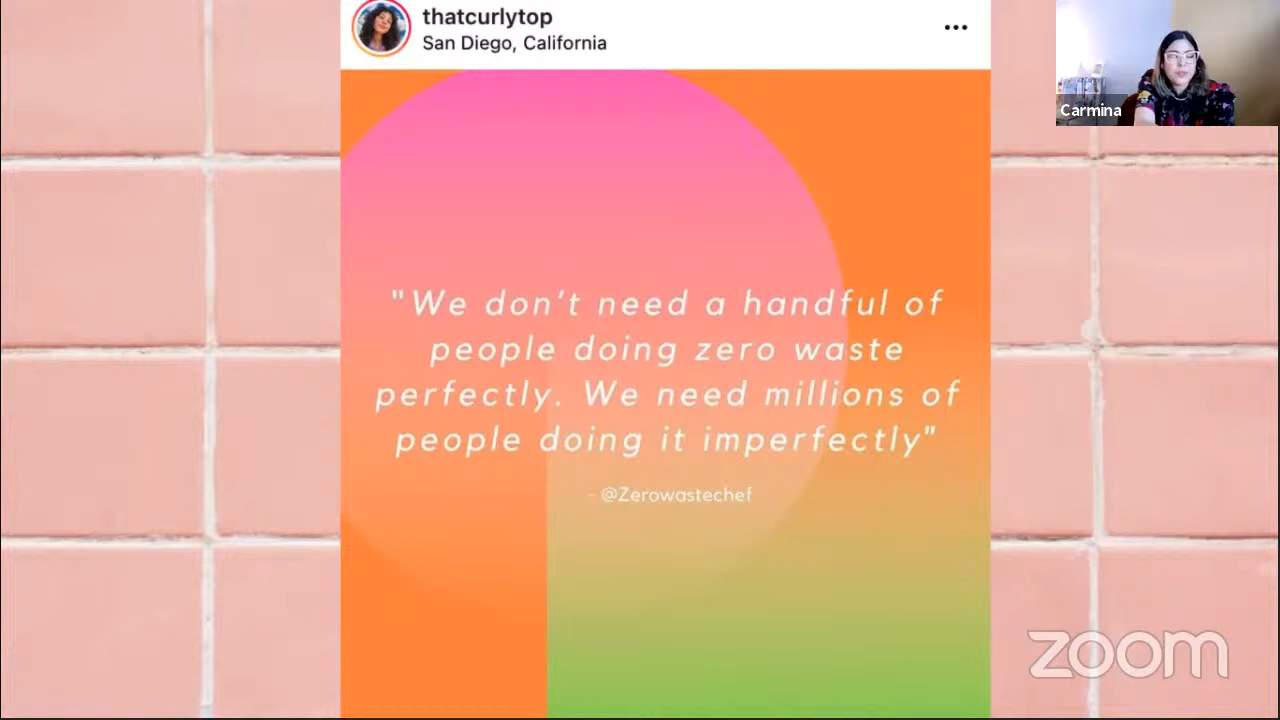 thatcurlytop
San Diego, California
Carmina
"We don't need a handful of
people doing zero waste
perfectly. We need millions of
people doing it imperfectly"
- @Zerowastechef
zoom